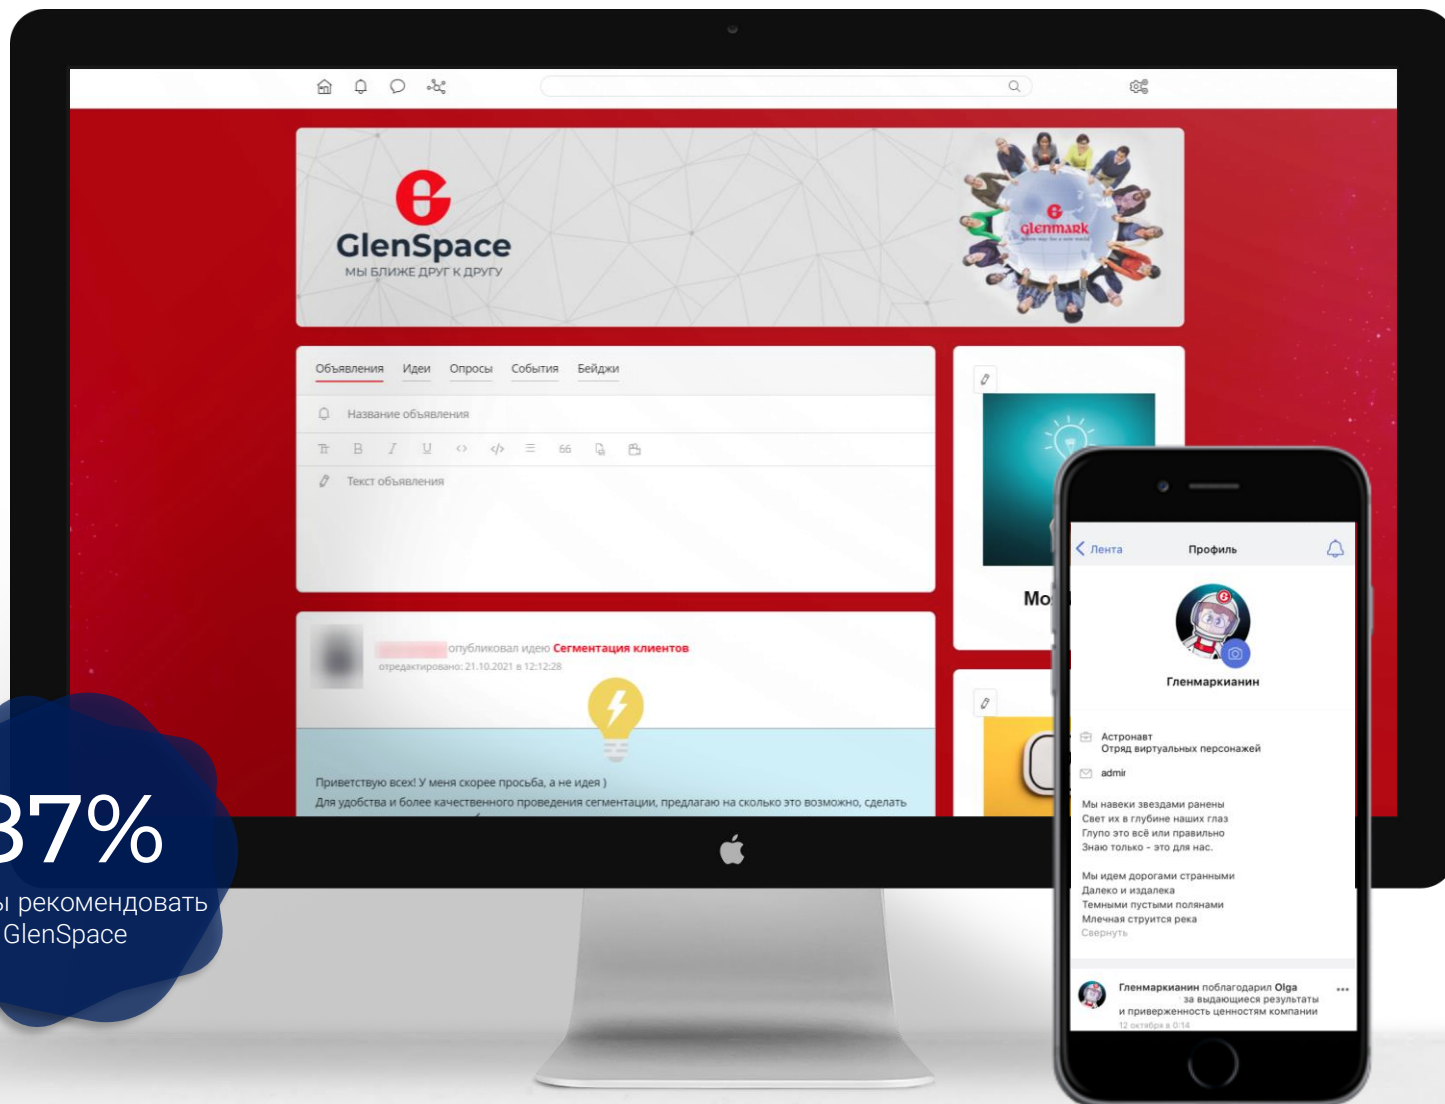 GlenSpace
МЫ БЛИЖЕ ДРУГ К ДРУГУ
glenmark
Объявления Идеи Опросы События Бейджи
Название объявления
Текст объявления
опубликовал идею Сегментация клиентов
отредактировано: 21.10.2021 в 12:12:28
Приветствую всех! У меня скорее просьба, а не идея )
Для удобства и более качественного проведения сегментации, предлагаю на сколько это возможно, сделать
Лента Профиль
Гленмаркианин
Астронавт
Отряд виртуальных персонажей
admir
Мы навеки звездами ранены
Свет их в глубине наших глаз
Глупо это всё или правильно
Знаю только - это для нас.
Мы идем дорогами странными
Далеко и издалека
Темными пустыми полянами
Млечная струится река
Свернуть
Гленмаркианин поблагодарил Olga
за выдающиеся результаты
и приверженность ценностям компании
12 октября в 0:14
37%
рекомендовать
GlenSpace